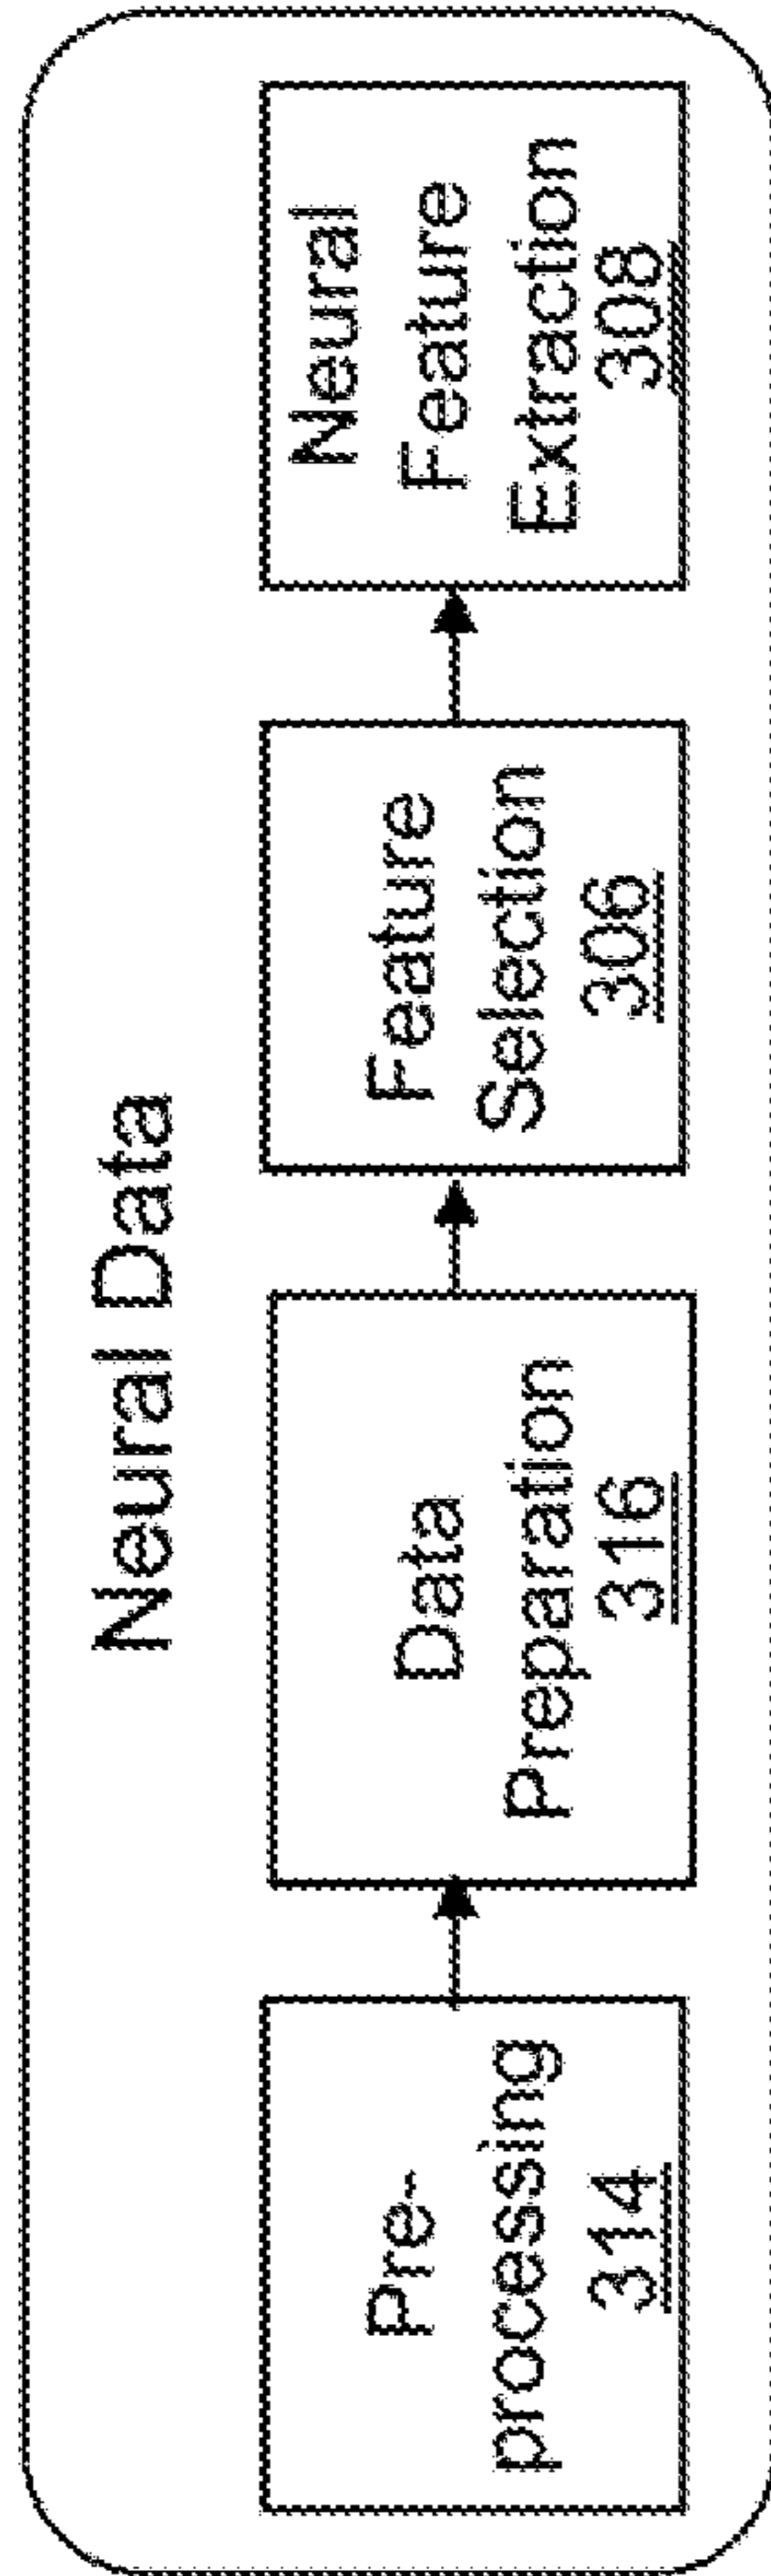 Neural Data
Pre-
processing
314
Data
Preparation
316
Feature
Selection
306
Neural
Feature
Extraction
308